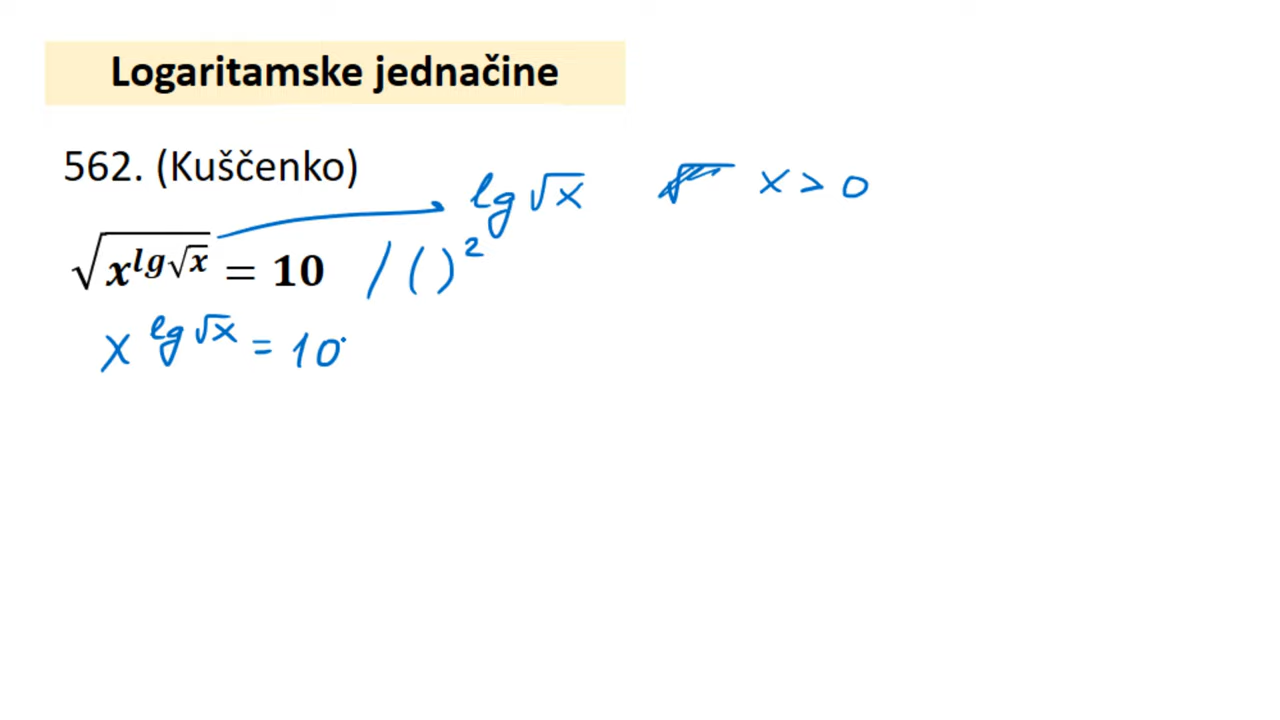 Logaritamske jednačine
562. (Kuščenko)
lg √x x > 0
√(x^(lg√x)) = 10 / ( )²
x^(lg √x) = 10